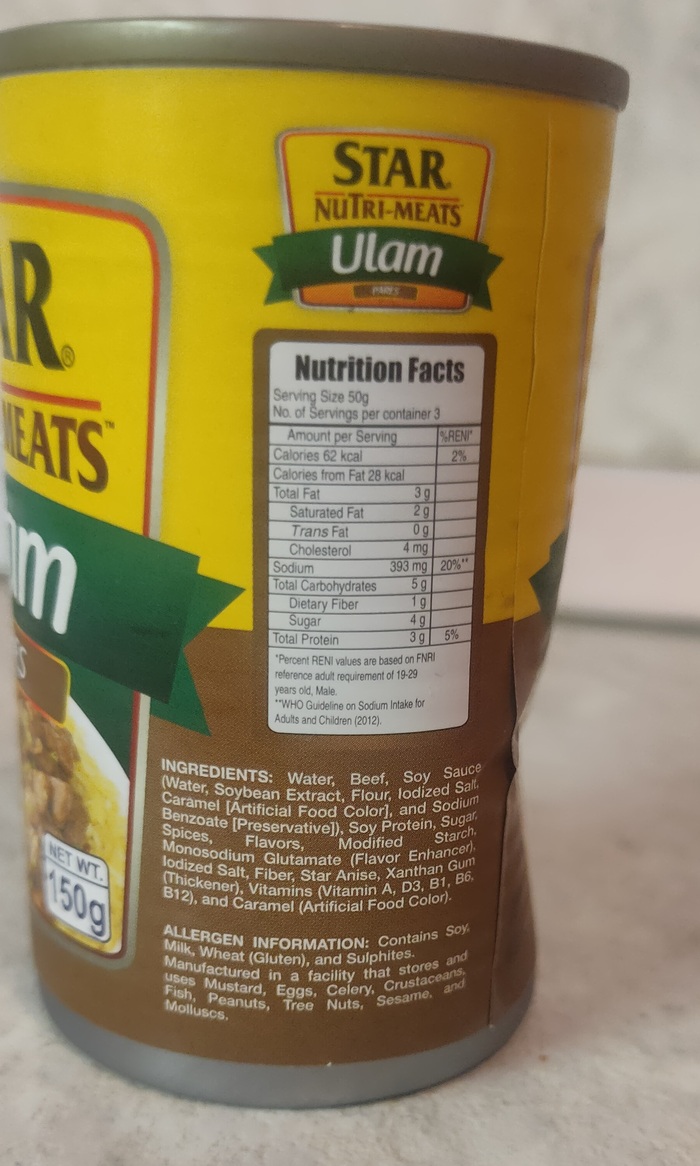 AR®
MEATS™
am
ES
NET WT.
150g
STAR
NUTRI-MEATS
Ulam
PARES
Nutrition Facts
Serving Size 50g
No. of Servings per container 3
Amount per Serving %RENI*
Calories 62 kcal 2%
Calories from Fat 28 kcal
Total Fat 3 g
Saturated Fat 2 g
Trans Fat 0 g
Cholesterol 4 mg
Sodium 393 mg 20%**
Total Carbohydrates 5 g
Dietary Fiber 1 g
Sugar 4 g
Total Protein 3 g 5%
*Percent RENI values are based on FNRI
reference adult requirement of 19-29
years old, Male.
**WHO Guideline on Sodium Intake for
Adults and Children (2012).
INGREDIENTS: Water, Beef, Soy Sauce
(Water, Soybean Extract, Flour, Iodized Salt,
Caramel [Artificial Food Color], and Sodium
Benzoate [Preservative]), Soy Protein, Sugar,
Spices, Flavors, Modified Starch,
Monosodium Glutamate (Flavor Enhancer),
Iodized Salt, Fiber, Star Anise, Xanthan Gum
(Thickener), Vitamins (Vitamin A, D3, B1, B6,
B12), and Caramel (Artificial Food Color).
ALLERGEN INFORMATION: Contains Soy,
Milk, Wheat (Gluten), and Sulphites.
Manufactured in a facility that stores and
uses Mustard, Eggs, Celery, Crustaceans,
Fish, Peanuts, Tree Nuts, Sesame, and
Molluscs.